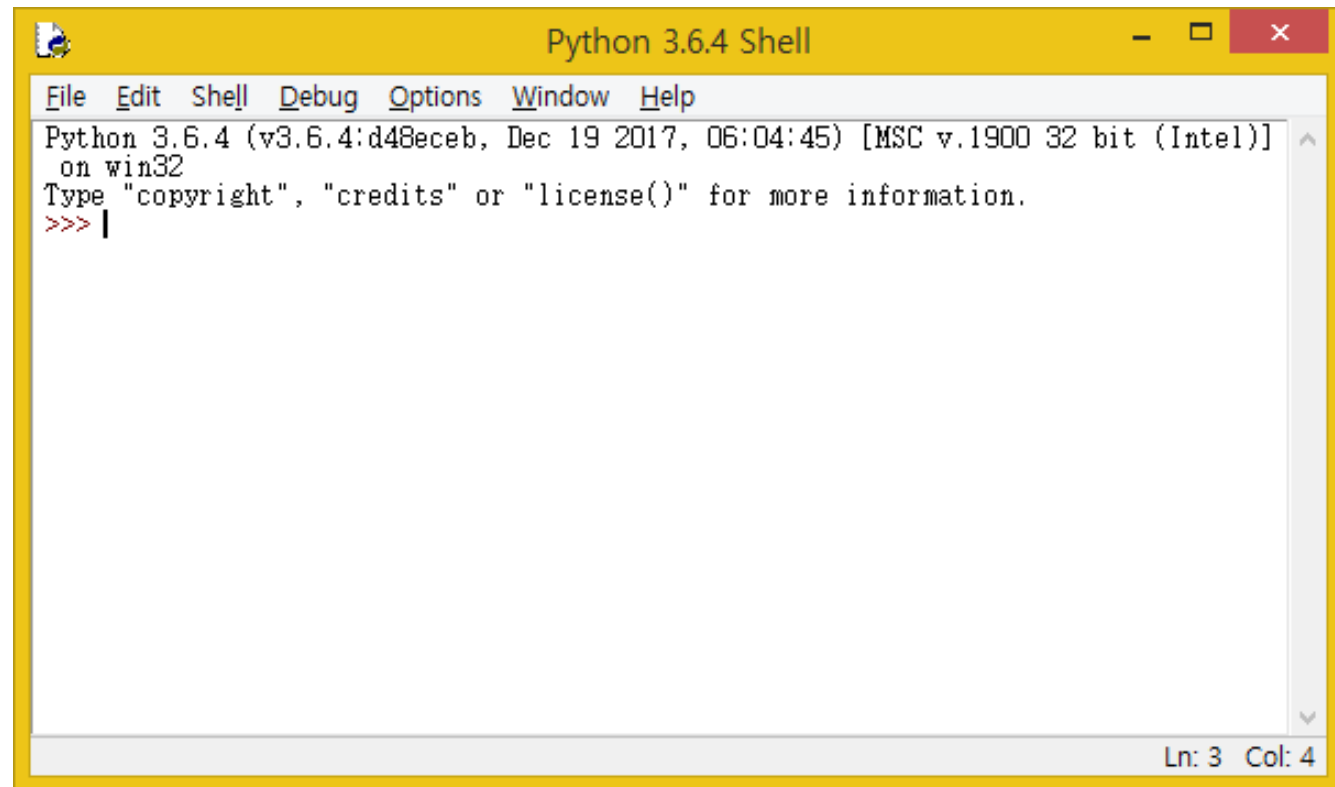 Python 3.6.4 Shell
File Edit Shell Debug Options Window Help
Python 3.6.4 (v3.6.4:d48eceb, Dec 19 2017, 06:04:45) [MSC v.1900 32 bit (Intel)]
on win32
Type "copyright", "credits" or "license()" for more information.
>>>
Ln: 3 Col: 4